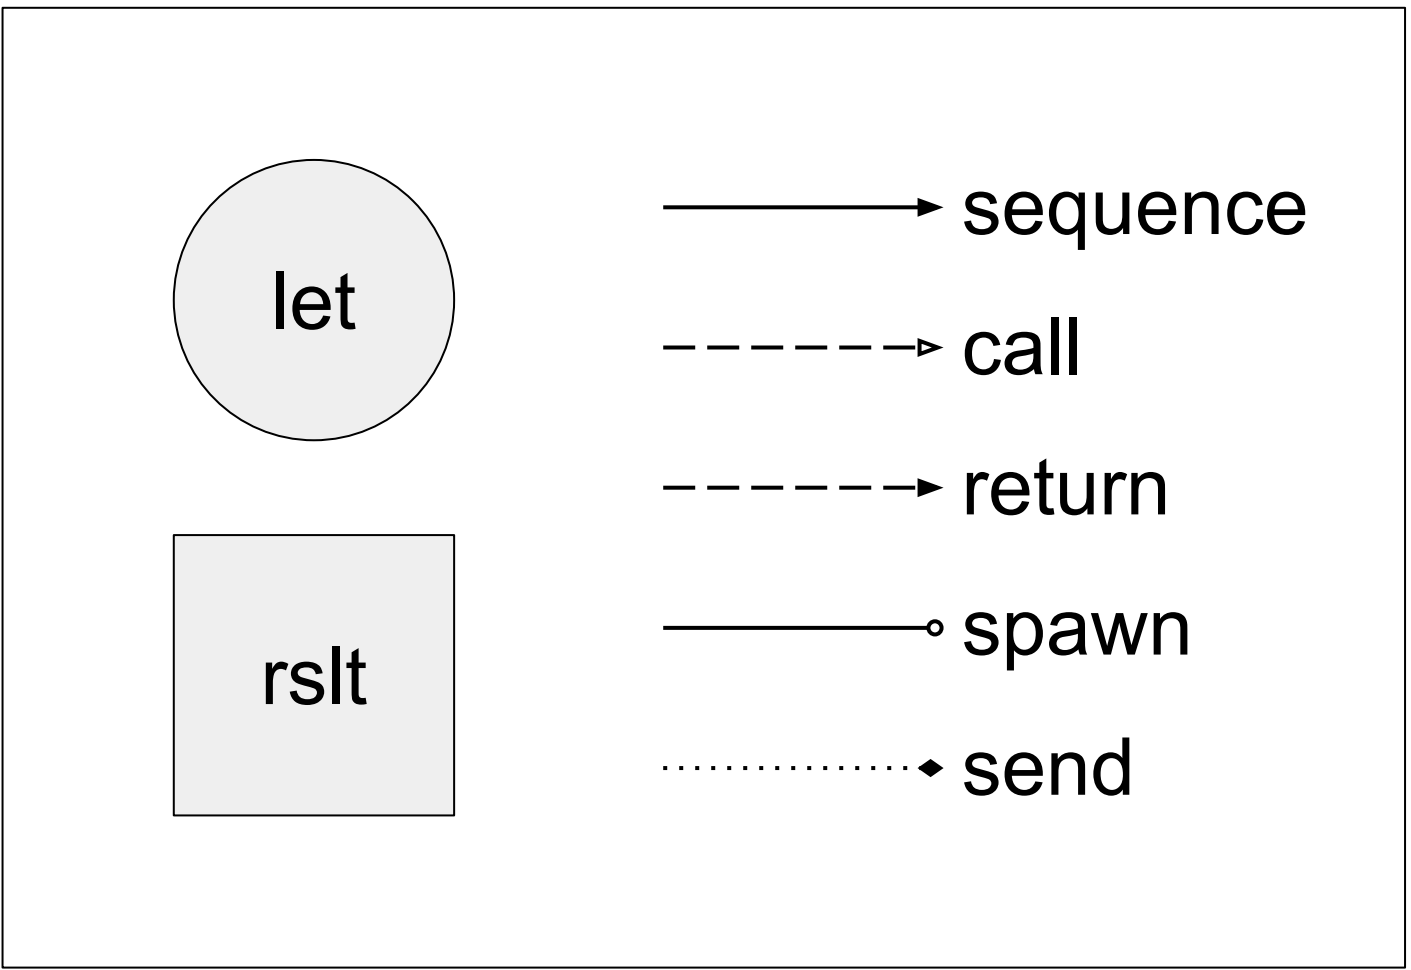 let
rslt
sequence
call
return
spawn
send